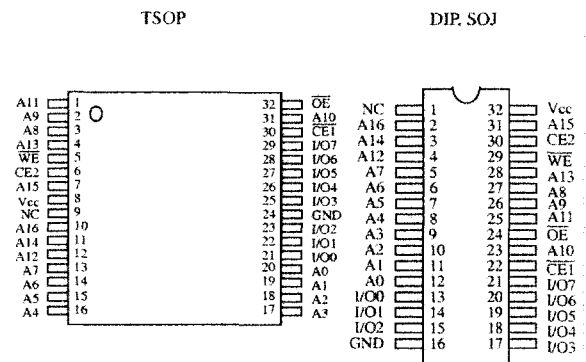 TSOP
DIP, SOJ
A11 1 32 OE
A9 2 31 A10
A8 3 30 CE1
A13 4 29 I/O7
WE 5 28 I/O6
CE2 6 27 I/O5
A15 7 26 I/O4
Vcc 8 25 I/O3
NC 9 24 GND
A16 10 23 I/O2
A14 11 22 I/O1
A12 12 21 I/O0
A7 13 20 A0
A6 14 19 A1
A5 15 18 A2
A4 16 17 A3
NC 1 32 Vcc
A16 2 31 A15
A14 3 30 CE2
A12 4 29 WE
A7 5 28 A13
A6 6 27 A8
A5 7 26 A9
A4 8 25 A11
A3 9 24 OE
A2 10 23 A10
A1 11 22 CE1
A0 12 21 I/O7
I/O0 13 20 I/O6
I/O1 14 19 I/O5
I/O2 15 18 I/O4
GND 16 17 I/O3